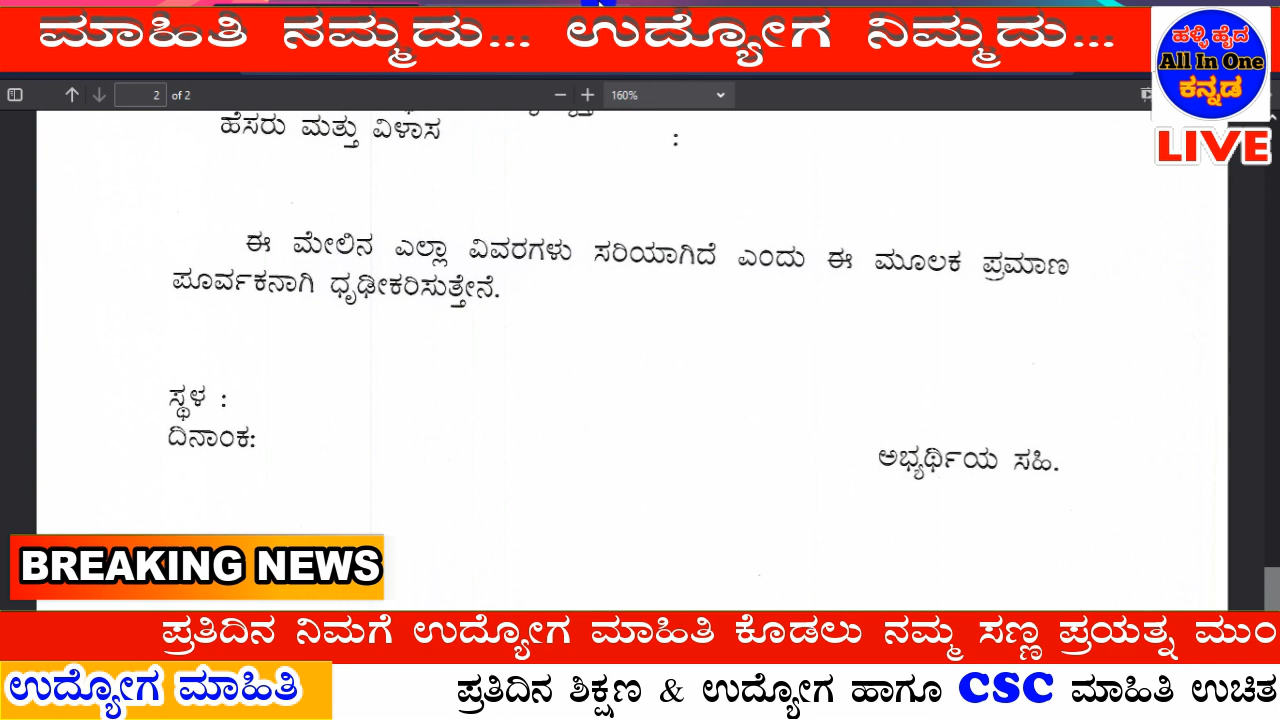 ಮಾಹಿತಿ ನಮ್ಮದು... ಉದ್ಯೋಗ ನಿಮ್ಮದು...
ಹಳ್ಳಿ ಹೈದ
All In One
ಕನ್ನಡ
LIVE
2 of 2
160%
ಹೆಸರು ಮತ್ತು ವಿಳಾಸ :
ಈ ಮೇಲಿನ ಎಲ್ಲಾ ವಿವರಗಳು ಸರಿಯಾಗಿದೆ ಎಂದು ಈ ಮೂಲಕ ಪ್ರಮಾಣ
ಪೂರ್ವಕನಾಗಿ ಧೃಢೀಕರಿಸುತ್ತೇನೆ.
ಸ್ಥಳ :
ದಿನಾಂಕ:
ಅಭ್ಯರ್ಥಿಯ ಸಹಿ.
BREAKING NEWS
ಪ್ರತಿದಿನ ನಿಮಗೆ ಉದ್ಯೋಗ ಮಾಹಿತಿ ಕೊಡಲು ನಮ್ಮ ಸಣ್ಣ ಪ್ರಯತ್ನ ಮುಂ
ಉದ್ಯೋಗ ಮಾಹಿತಿ
ಪ್ರತಿದಿನ ಶಿಕ್ಷಣ & ಉದ್ಯೋಗ ಹಾಗೂ CSC ಮಾಹಿತಿ ಉಚಿತ